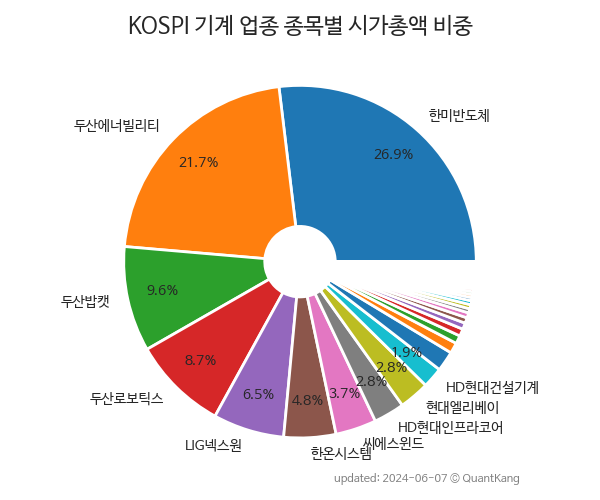 KOSPI 기계 업종 종목별 시가총액 비중
한미반도체
26.9%
두산에너빌리티
21.7%
두산밥캣
9.6%
두산로보틱스
8.7%
LIG넥스원
6.5%
한온시스템
4.8%
씨에스윈드
3.7%
HD현대인프라코어
2.8%
현대엘리베이
2.8%
HD현대건설기계
1.9%
updated: 2024-06-07 © QuantKang